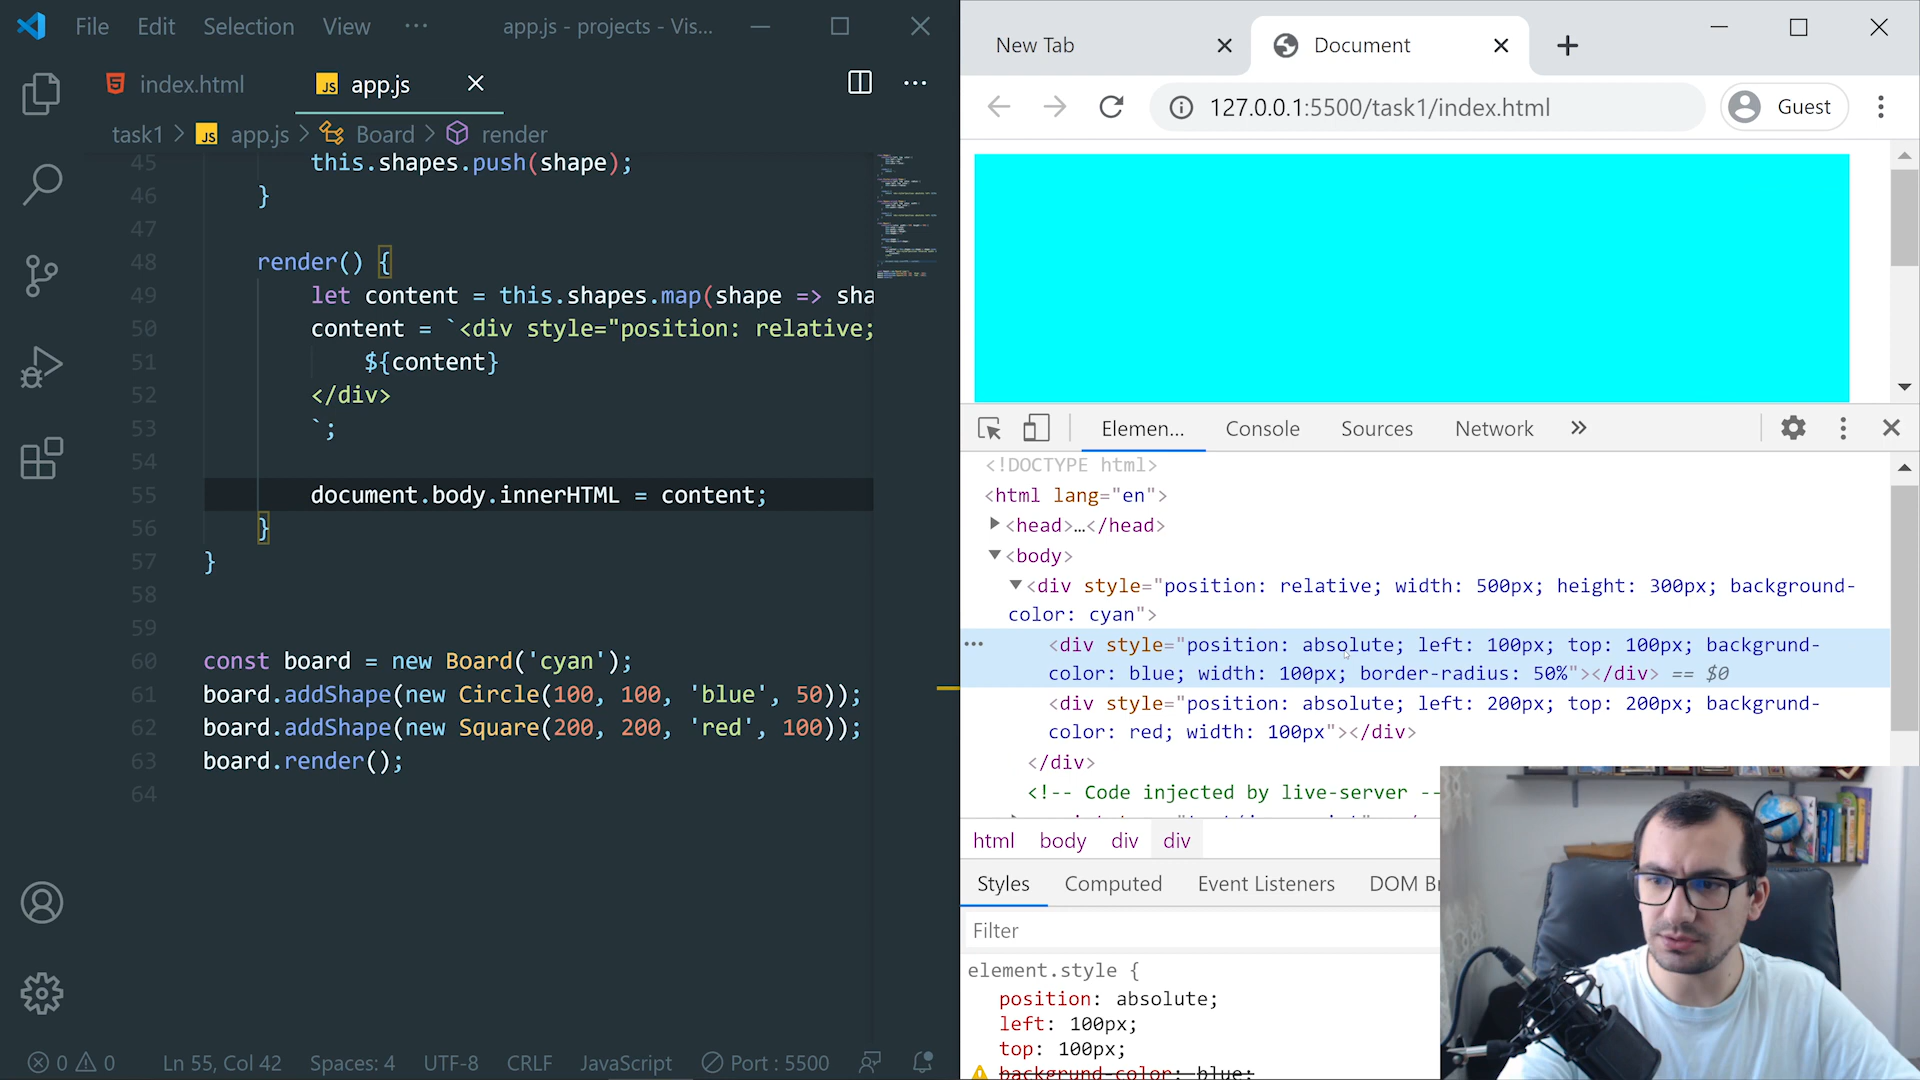 File Edit Selection View ··· app.js - projects - Vis...
index.html
JS app.js
task1 > JS app.js > Board > render
45 this.shapes.push(shape);
46 }
47
48 render() {
49 let content = this.shapes.map(shape => sha
50 content = `<div style="position: relative;
51 ${content}
52 </div>
53 `;
54
55 document.body.innerHTML = content;
56 }
57 }
58
59
60 const board = new Board('cyan');
61 board.addShape(new Circle(100, 100, 'blue', 50));
62 board.addShape(new Square(200, 200, 'red', 100));
63 board.render();
64
0 0 Ln 55, Col 42 Spaces: 4 UTF-8 CRLF JavaScript Port : 5500
New Tab
Document
127.0.0.1:5500/task1/index.html
Guest
Elemen... Console Sources Network »
<!DOCTYPE html>
<html lang="en">
<head>…</head>
<body>
<div style="position: relative; width: 500px; height: 300px; background-
color: cyan">
<div style="position: absolute; left: 100px; top: 100px; backgrund-
color: blue; width: 100px; border-radius: 50%"></div> == $0
<div style="position: absolute; left: 200px; top: 200px; backgrund-
color: red; width: 100px"></div>
</div>
<!-- Code injected by live-server --
html body div div
Styles Computed Event Listeners DOM B
Filter
element.style {
position: absolute;
left: 100px;
top: 100px;
backgrund-color: blue;